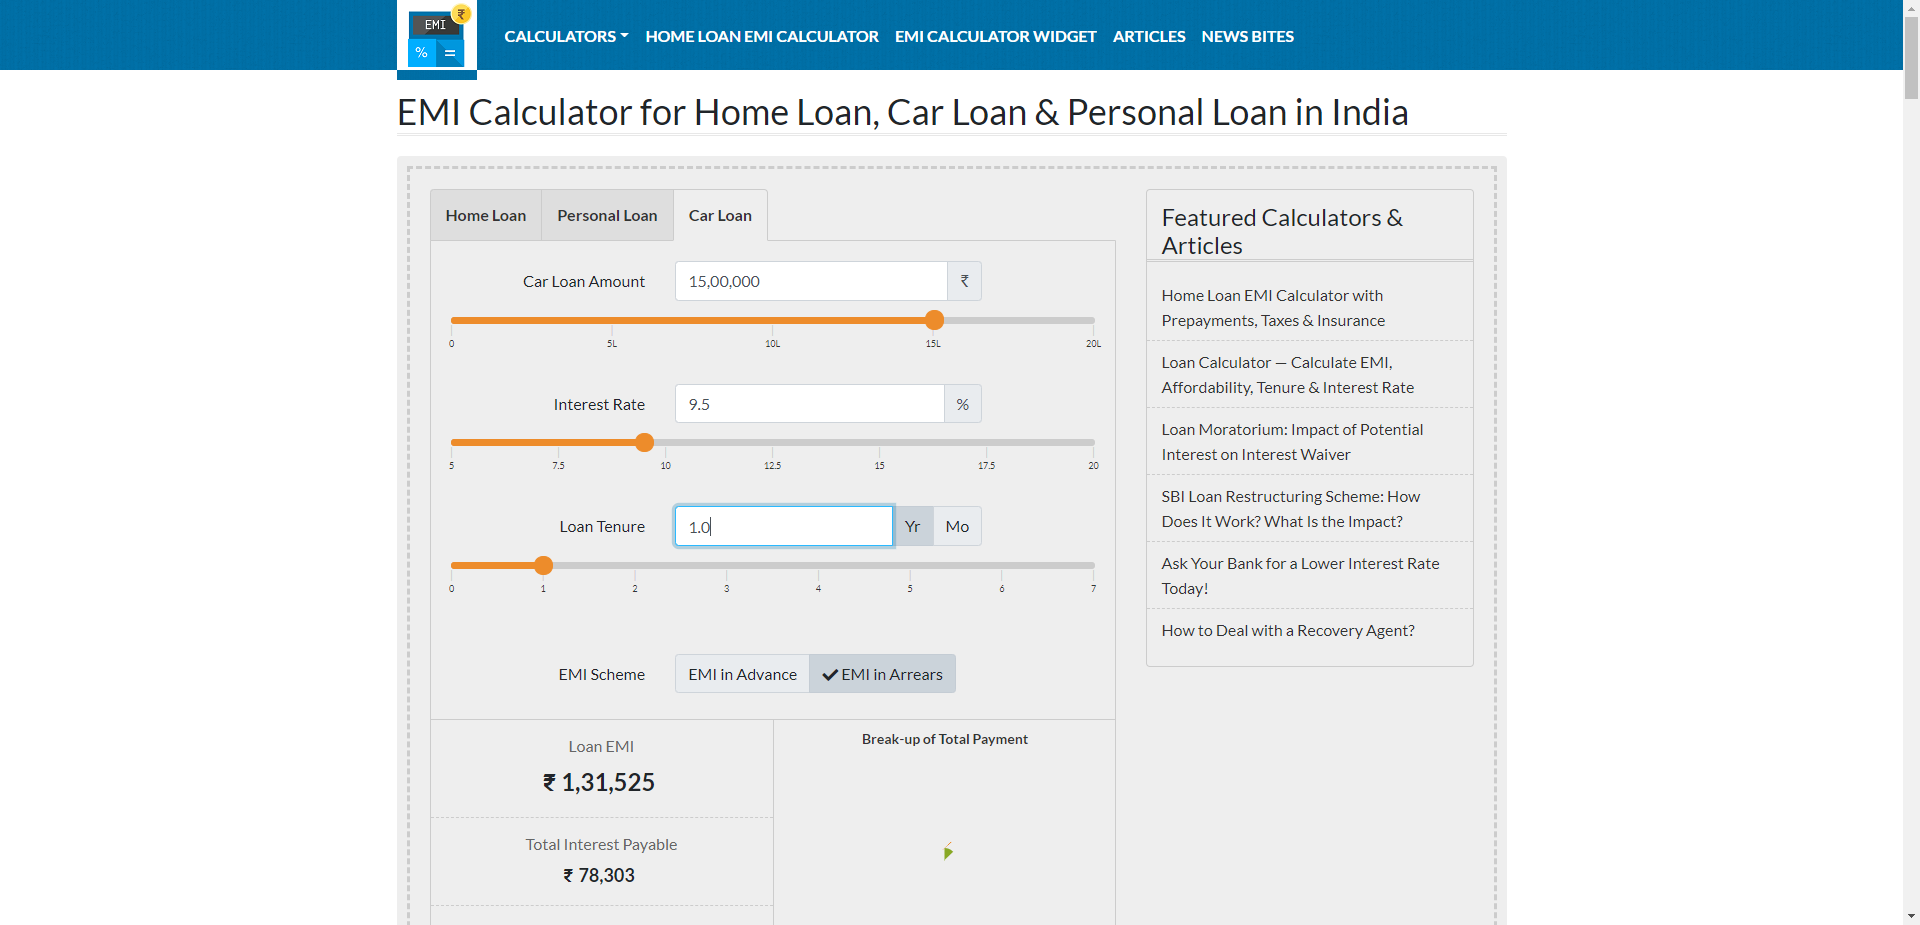 EMI
₹
%
=
CALCULATORS
HOME LOAN EMI CALCULATOR
EMI CALCULATOR WIDGET
ARTICLES
NEWS BITES
EMI Calculator for Home Loan, Car Loan & Personal Loan in India
Home Loan
Personal Loan
Car Loan
Car Loan Amount
15,00,000
₹
0
5L
10L
15L
20L
Interest Rate
9.5
%
5
7.5
10
12.5
15
17.5
20
Loan Tenure
1.0
Yr
Mo
0
1
2
3
4
5
6
7
EMI Scheme
EMI in Advance
EMI in Arrears
Loan EMI
₹ 1,31,525
Total Interest Payable
₹ 78,303
Break-up of Total Payment
Featured Calculators &
Articles
Home Loan EMI Calculator with
Prepayments, Taxes & Insurance
Loan Calculator — Calculate EMI,
Affordability, Tenure & Interest Rate
Loan Moratorium: Impact of Potential
Interest on Interest Waiver
SBI Loan Restructuring Scheme: How
Does It Work? What Is the Impact?
Ask Your Bank for a Lower Interest Rate
Today!
How to Deal with a Recovery Agent?